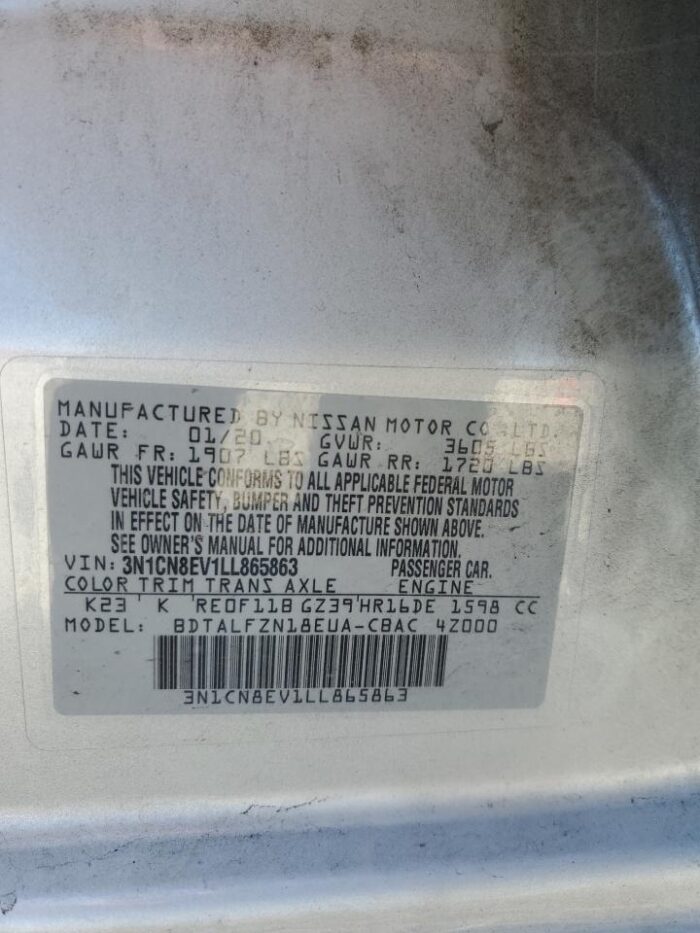 MANUFACTURED BY NISSAN MOTOR CO.,LTD.
DATE: 01/20 GVWR: 3605 LBS
GAWR FR: 1907 LBS GAWR RR: 1720 LBS
THIS VEHICLE CONFORMS TO ALL APPLICABLE FEDERAL MOTOR
VEHICLE SAFETY, BUMPER AND THEFT PREVENTION STANDARDS
IN EFFECT ON THE DATE OF MANUFACTURE SHOWN ABOVE.
SEE OWNER'S MANUAL FOR ADDITIONAL INFORMATION.
VIN: 3N1CN8EV1LL865863 PASSENGER CAR.
COLOR TRIM TRANS AXLE ENGINE
K23 K RE0F11B GZ39 HR16DE 1598 CC
MODEL: BDTALFZN18EUA-CBAC 4Z000
3N1CN8EV1LL865863